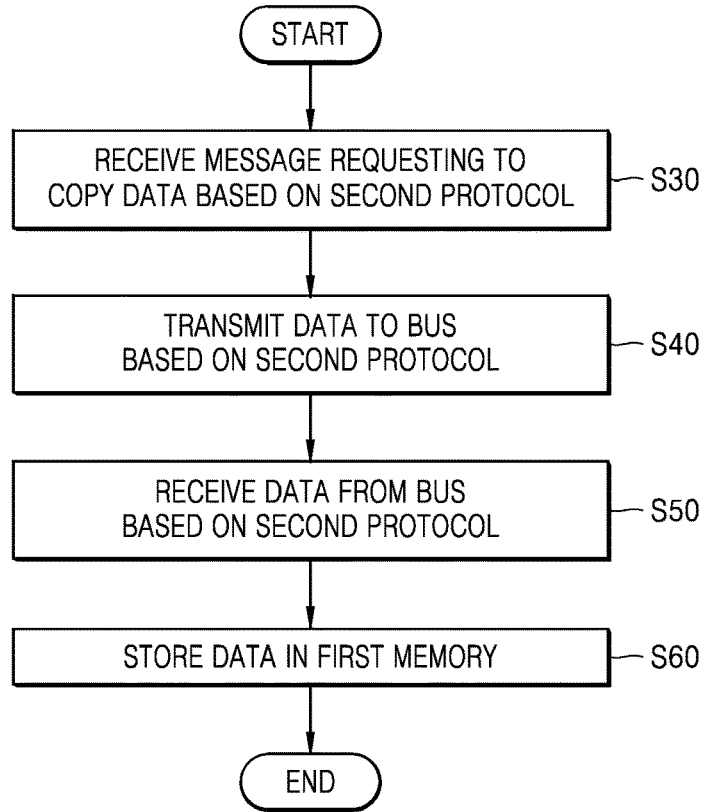 START
RECEIVE MESSAGE REQUESTING TO
COPY DATA BASED ON SECOND PROTOCOL
S30
TRANSMIT DATA TO BUS
BASED ON SECOND PROTOCOL
S40
RECEIVE DATA FROM BUS
BASED ON SECOND PROTOCOL
S50
STORE DATA IN FIRST MEMORY
S60
END